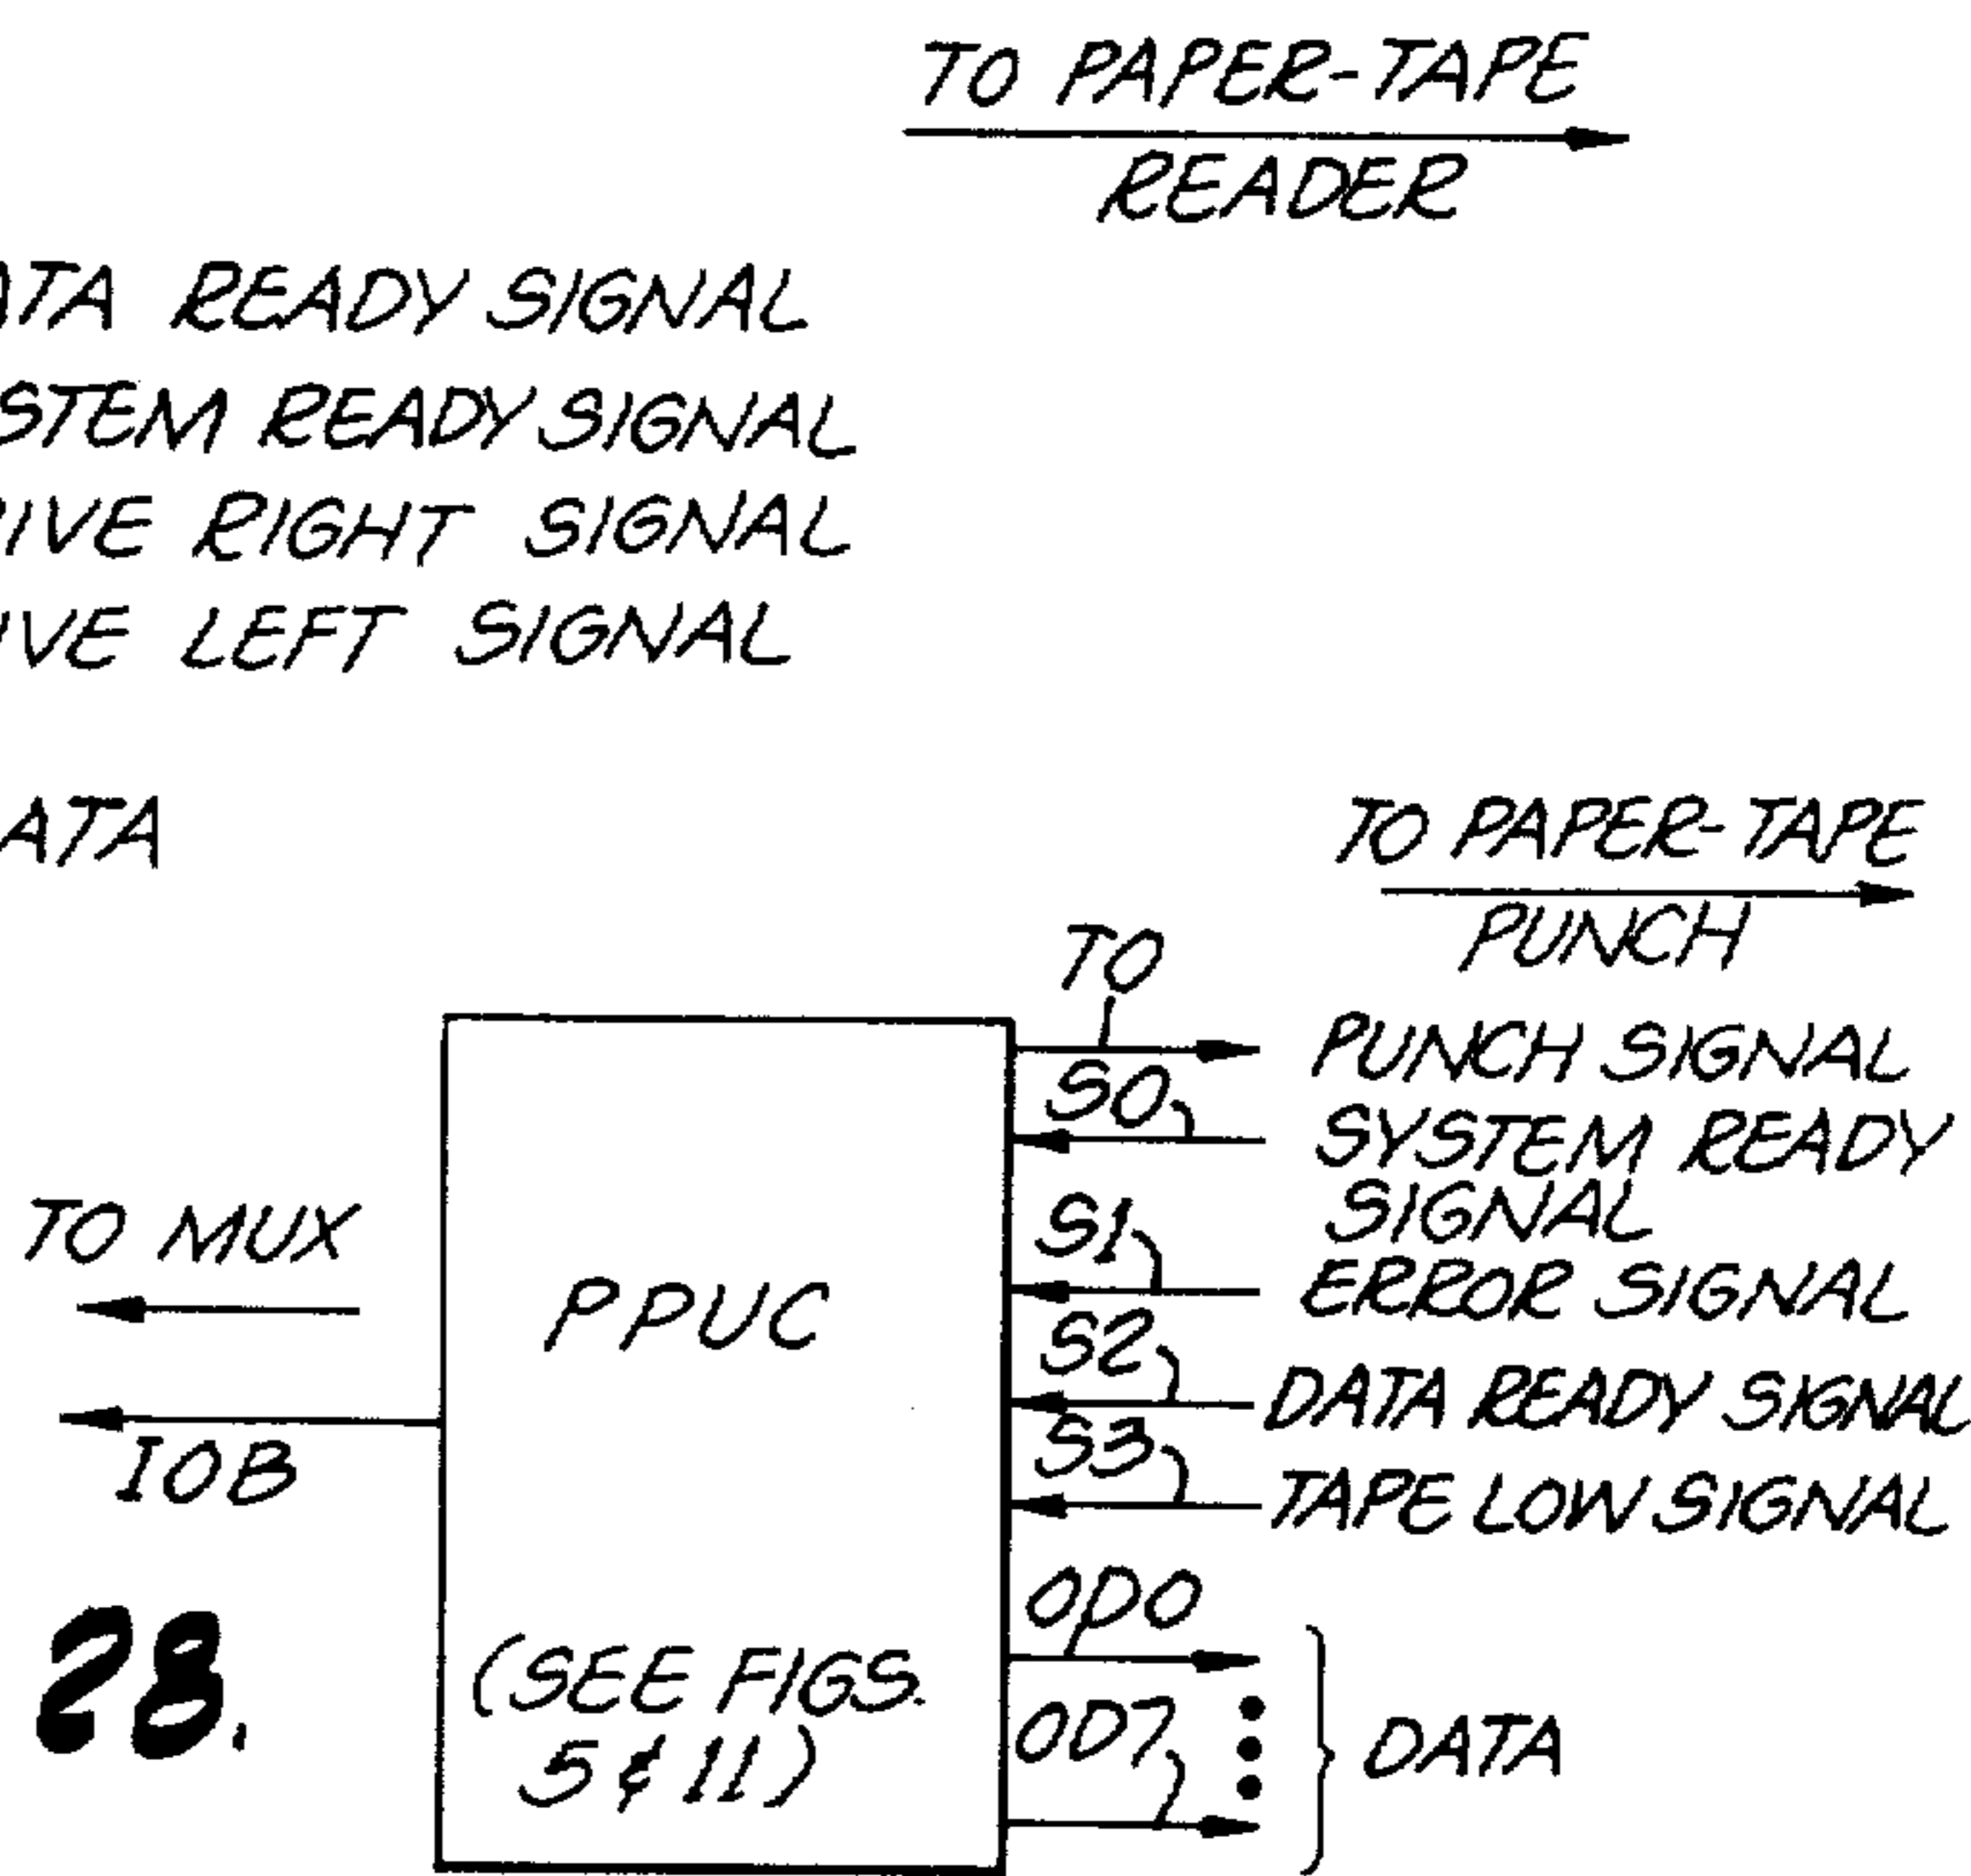 TO PAPER-TAPE
READER
ATA READY SIGNAL
STEM READY SIGNAL
RIVE RIGHT SIGNAL
IVE LEFT SIGNAL
ATA
TO PAPER-TAPE
PUNCH
TO
PUNCH SIGNAL
SO
SYSTEM READY
SIGNAL
TO MUX
S1
ERROR SIGNAL
PPUC
S2
DATA READY SIGNAL
IOB
S3
TAPE LOW SIGNAL
OD0
28.
(SEE FIGS.
5 & 11)
OD7
DATA